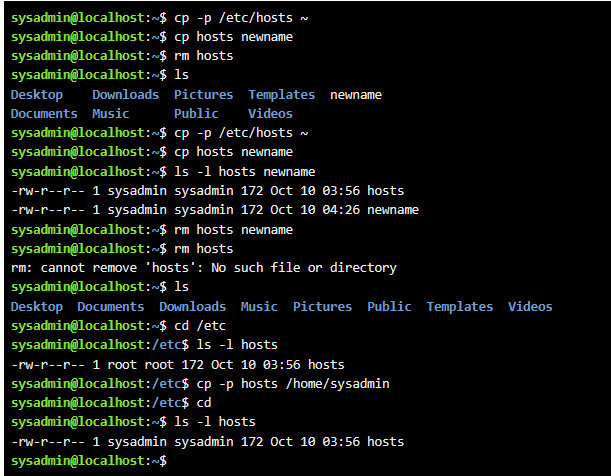 sysadmin@localhost:~$ cp -p /etc/hosts ~
sysadmin@localhost:~$ cp hosts newname
sysadmin@localhost:~$ rm hosts
sysadmin@localhost:~$ ls
Desktop    Downloads  Pictures  Templates  newname
Documents  Music      Public    Videos
sysadmin@localhost:~$ cp -p /etc/hosts ~
sysadmin@localhost:~$ cp hosts newname
sysadmin@localhost:~$ ls -l hosts newname
-rw-r--r-- 1 sysadmin sysadmin 172 Oct 10 03:56 hosts
-rw-r--r-- 1 sysadmin sysadmin 172 Oct 10 04:26 newname
sysadmin@localhost:~$ rm hosts newname
sysadmin@localhost:~$ rm hosts
rm: cannot remove 'hosts': No such file or directory
sysadmin@localhost:~$ ls
Desktop  Documents  Downloads  Music  Pictures  Public  Templates  Videos
sysadmin@localhost:~$ cd /etc
sysadmin@localhost:/etc$ ls -l hosts
-rw-r--r-- 1 root root 172 Oct 10 03:56 hosts
sysadmin@localhost:/etc$ cp -p hosts /home/sysadmin
sysadmin@localhost:/etc$ cd
sysadmin@localhost:~$ ls -l hosts
-rw-r--r-- 1 sysadmin sysadmin 172 Oct 10 03:56 hosts
sysadmin@localhost:~$